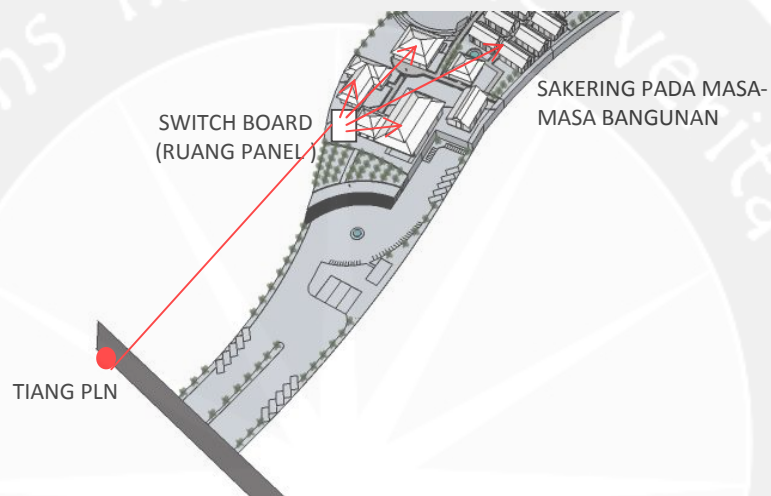 SWITCH BOARD
(RUANG PANEL )
SAKERING PADA MASA-
MASA BANGUNAN
TIANG PLN